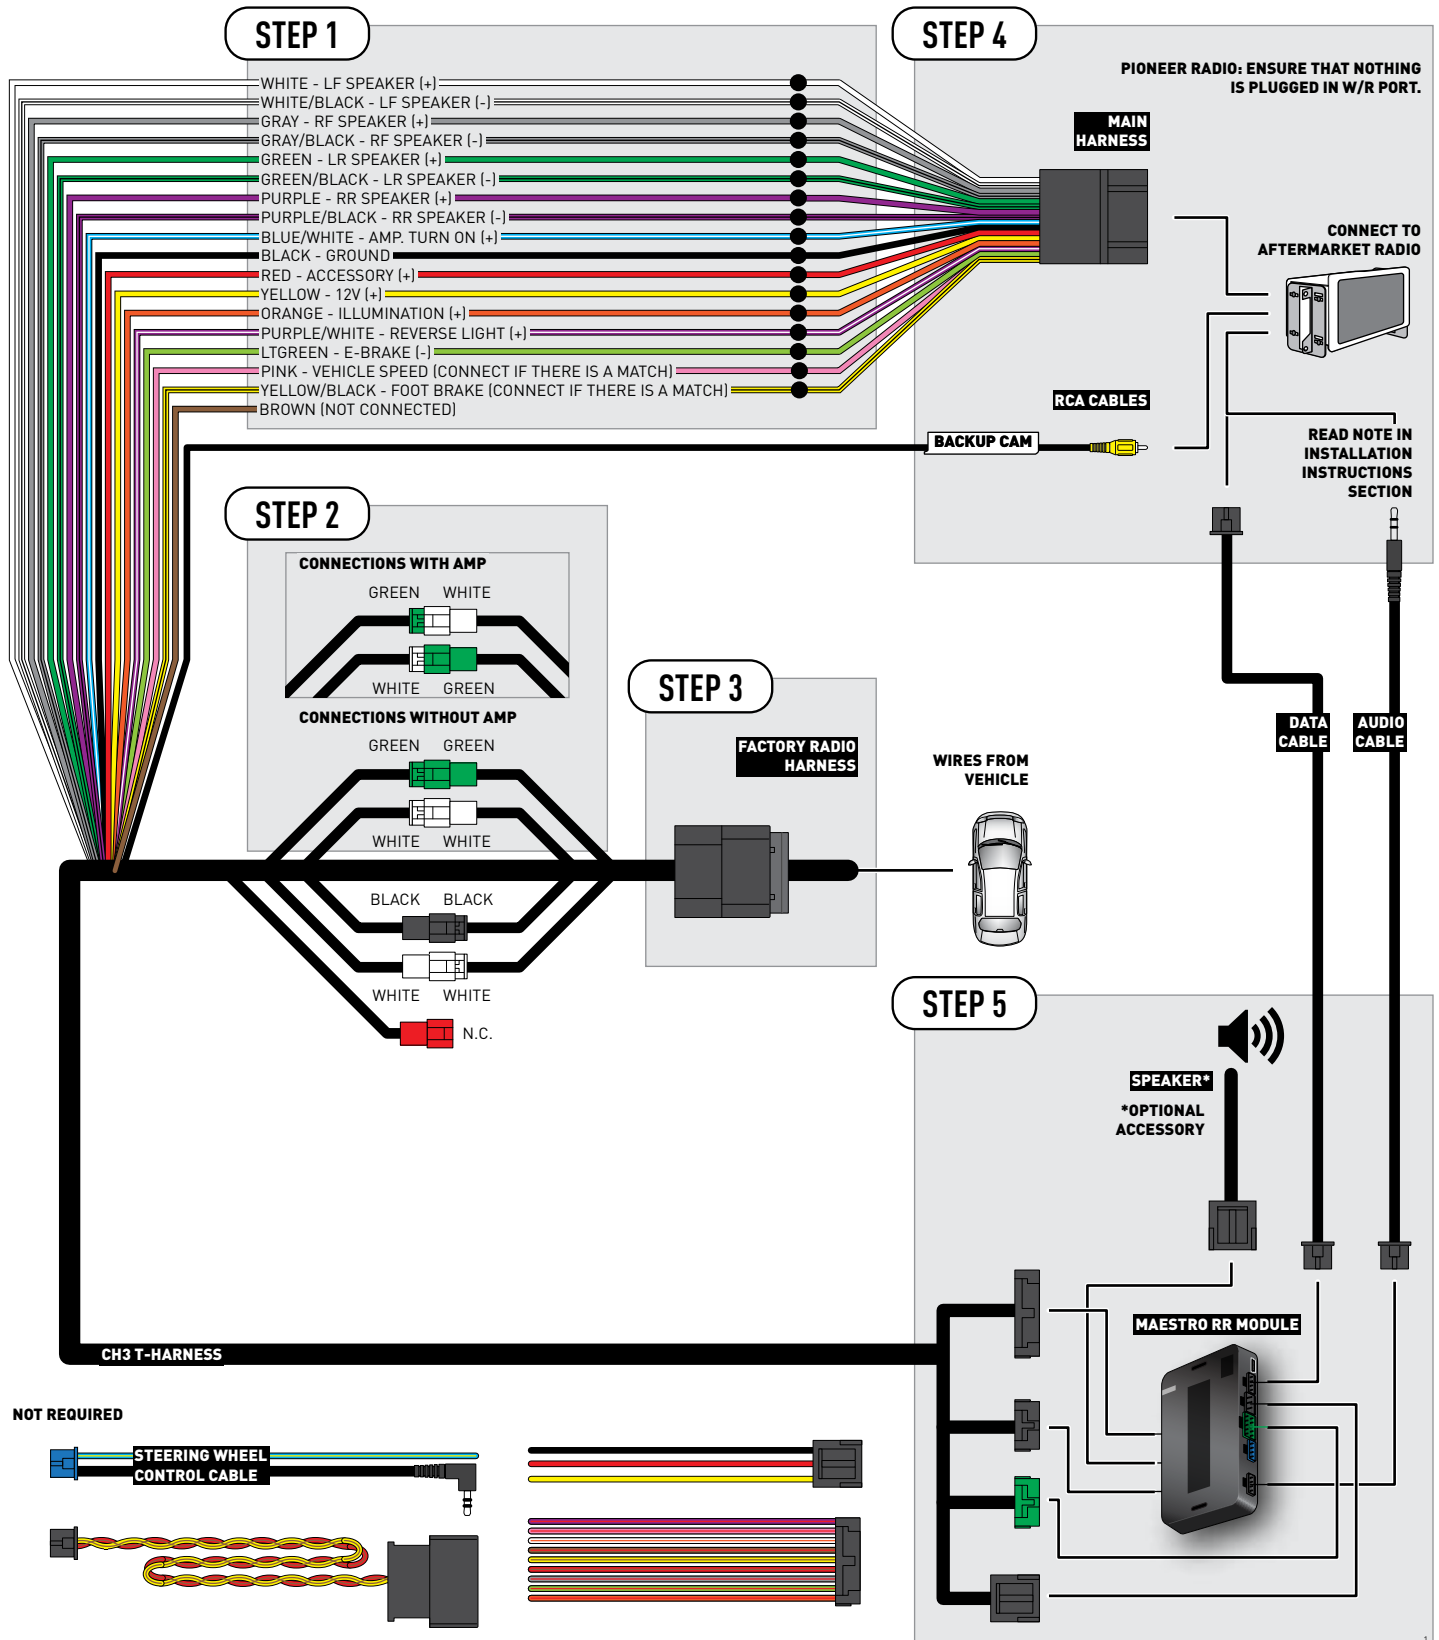 STEP 1
WHITE - LF SPEAKER (+)
WHITE/BLACK - LF SPEAKER (-)
GRAY - RF SPEAKER (+)
GRAY/BLACK - RF SPEAKER (-)
GREEN - LR SPEAKER (+)
GREEN/BLACK - LR SPEAKER (-)
PURPLE - RR SPEAKER (+)
PURPLE/BLACK - RR SPEAKER (-)
BLUE/WHITE - AMP. TURN ON (+)
BLACK - GROUND
RED - ACCESSORY (+)
YELLOW - 12V (+)
ORANGE - ILLUMINATION (+)
PURPLE/WHITE - REVERSE LIGHT (+)
LTGREEN - E-BRAKE (-)
PINK - VEHICLE SPEED (CONNECT IF THERE IS A MATCH)
YELLOW/BLACK - FOOT BRAKE (CONNECT IF THERE IS A MATCH)
BROWN (NOT CONNECTED)
STEP 4
PIONEER RADIO: ENSURE THAT NOTHING
IS PLUGGED IN W/R PORT.
MAIN
HARNESS
CONNECT TO
AFTERMARKET RADIO
RCA CABLES
BACKUP CAM
READ NOTE IN
INSTALLATION
INSTRUCTIONS
SECTION
STEP 2
CONNECTIONS WITH AMP
GREEN WHITE
WHITE GREEN
CONNECTIONS WITHOUT AMP
GREEN GREEN
WHITE WHITE
BLACK BLACK
WHITE WHITE
N.C.
STEP 3
FACTORY RADIO
HARNESS
WIRES FROM
VEHICLE
DATA
CABLE
AUDIO
CABLE
STEP 5
SPEAKER*
*OPTIONAL
ACCESSORY
MAESTRO RR MODULE
CH3 T-HARNESS
NOT REQUIRED
STEERING WHEEL
CONTROL CABLE
1